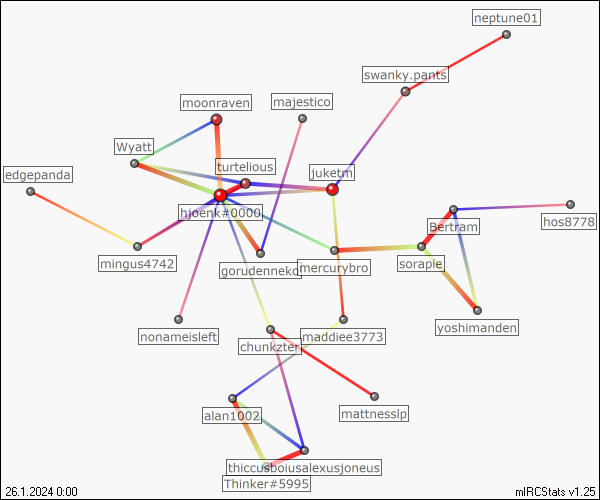 neptune01
swanky.pants
moonraven
majestico
Wyatt
turtelious
juketm
edgepanda
hjoenk#0000
hos8778
Bertram
mingus4742
gorudenneko
mercurybro
sorapie
yoshimanden
nonameisleft
maddiee3773
chunkzter
alan1002
mattnesslp
thiccusboiusalexusjoneus
Thinker#5995
26.1.2024 0:00
mIRCStats v1.25